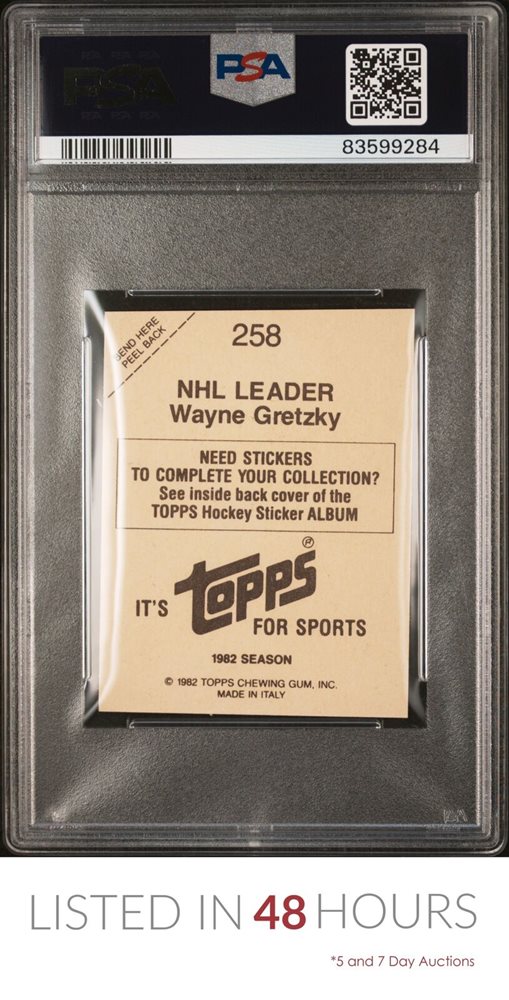 PSA
PSA
83599284
BEND HERE
PEEL BACK
258
NHL LEADER
Wayne Gretzky
NEED STICKERS
TO COMPLETE YOUR COLLECTION?
See inside back cover of the
TOPPS Hockey Sticker ALBUM
IT'S topps®
FOR SPORTS
1982 SEASON
© 1982 TOPPS CHEWING GUM, INC.
MADE IN ITALY
LISTED IN 48 HOURS
*5 and 7 Day Auctions